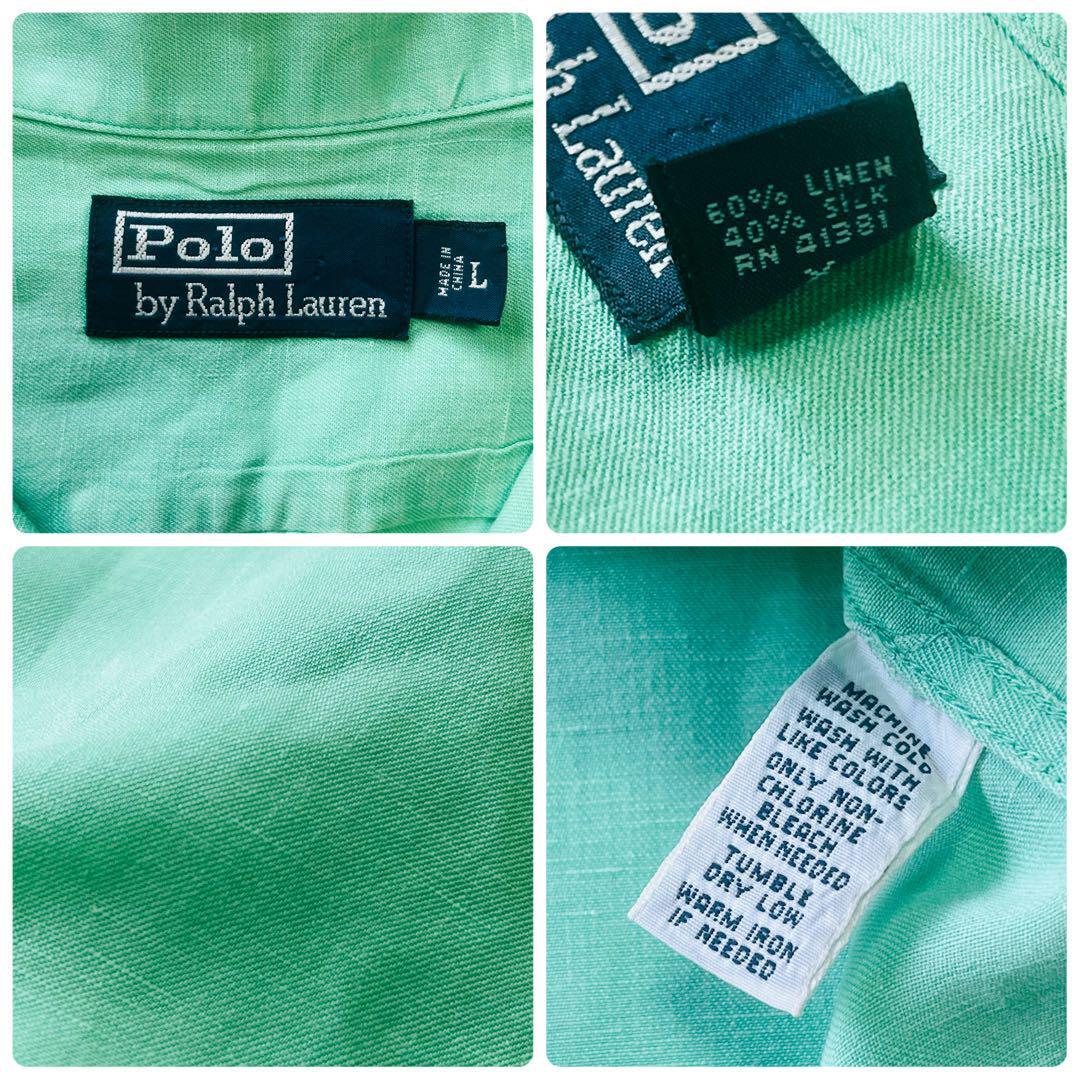 Polo
by Ralph Lauren
MADE IN
CHINA
L
Lauren
60% LINEN
40% SILK
RN 41381
MACHINE
WASH COLD
WASH WITH
LIKE COLORS
ONLY NON-
CHLORINE
BLEACH
WHEN NEEDED
TUMBLE
DRY LOW
WARM IRON
IF NEEDED